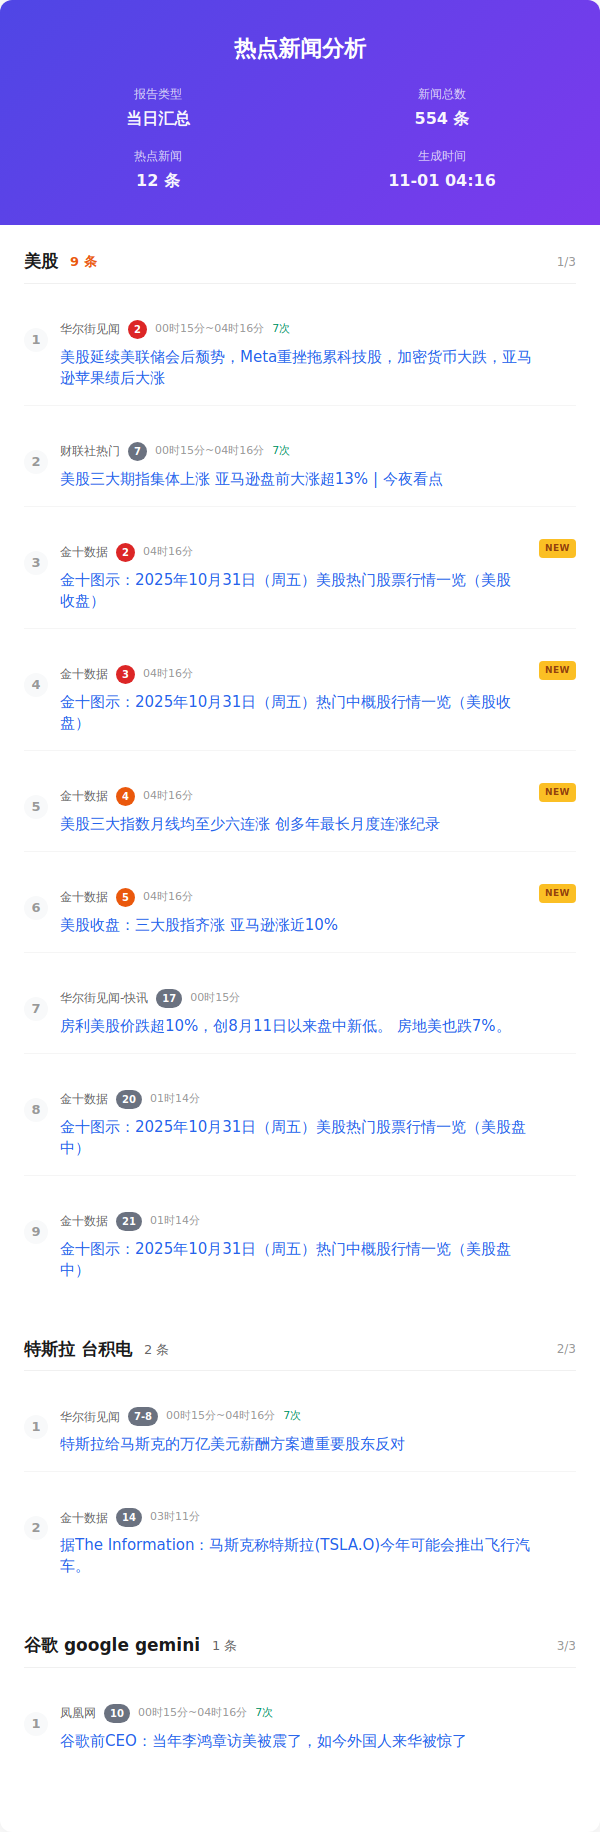 热点新闻分析
报告类型
新闻总数
当日汇总
554 条
热点新闻
生成时间
12 条
11-01 04:16
美股 9 条 1/3
1 华尔街见闻 2 00时15分~04时16分 7次
美股延续美联储会后颓势，Meta重挫拖累科技股，加密货币大跌，亚马
逊苹果绩后大涨
2 财联社热门 7 00时15分~04时16分 7次
美股三大期指集体上涨 亚马逊盘前大涨超13% | 今夜看点
3 金十数据 2 04时16分 NEW
金十图示：2025年10月31日（周五）美股热门股票行情一览（美股
收盘）
4 金十数据 3 04时16分 NEW
金十图示：2025年10月31日（周五）热门中概股行情一览（美股收
盘）
5 金十数据 4 04时16分 NEW
美股三大指数月线均至少六连涨 创多年最长月度连涨纪录
6 金十数据 5 04时16分 NEW
美股收盘：三大股指齐涨 亚马逊涨近10%
7 华尔街见闻-快讯 17 00时15分
房利美股价跌超10%，创8月11日以来盘中新低。 房地美也跌7%。
8 金十数据 20 01时14分
金十图示：2025年10月31日（周五）美股热门股票行情一览（美股盘
中）
9 金十数据 21 01时14分
金十图示：2025年10月31日（周五）热门中概股行情一览（美股盘
中）
特斯拉 台积电 2 条 2/3
1 华尔街见闻 7-8 00时15分~04时16分 7次
特斯拉给马斯克的万亿美元薪酬方案遭重要股东反对
2 金十数据 14 03时11分
据The Information：马斯克称特斯拉(TSLA.O)今年可能会推出飞行汽
车。
谷歌 google gemini 1 条 3/3
1 凤凰网 10 00时15分~04时16分 7次
谷歌前CEO：当年李鸿章访美被震了，如今外国人来华被惊了